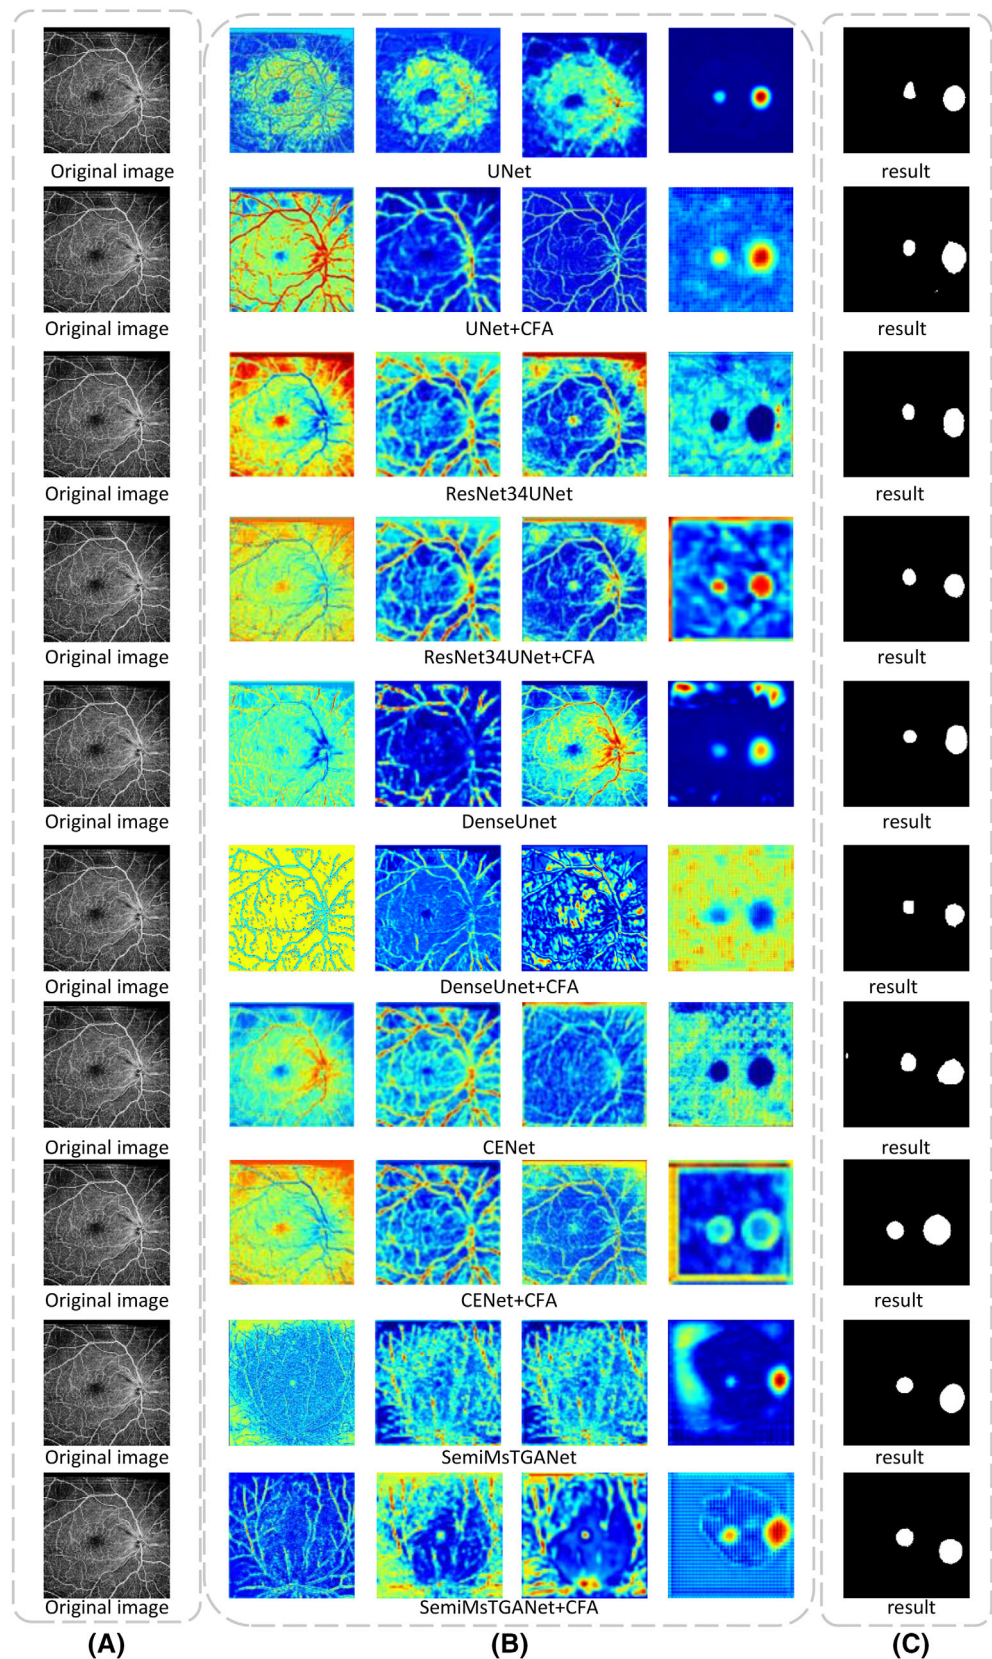 Original image UNet result
Original image UNet+CFA result
Original image ResNet34UNet result
Original image ResNet34UNet+CFA result
Original image DenseUnet result
Original image DenseUnet+CFA result
Original image CENet result
Original image CENet+CFA result
Original image SemiMsTGANet result
Original image SemiMsTGANet+CFA result
(A) (B) (C)